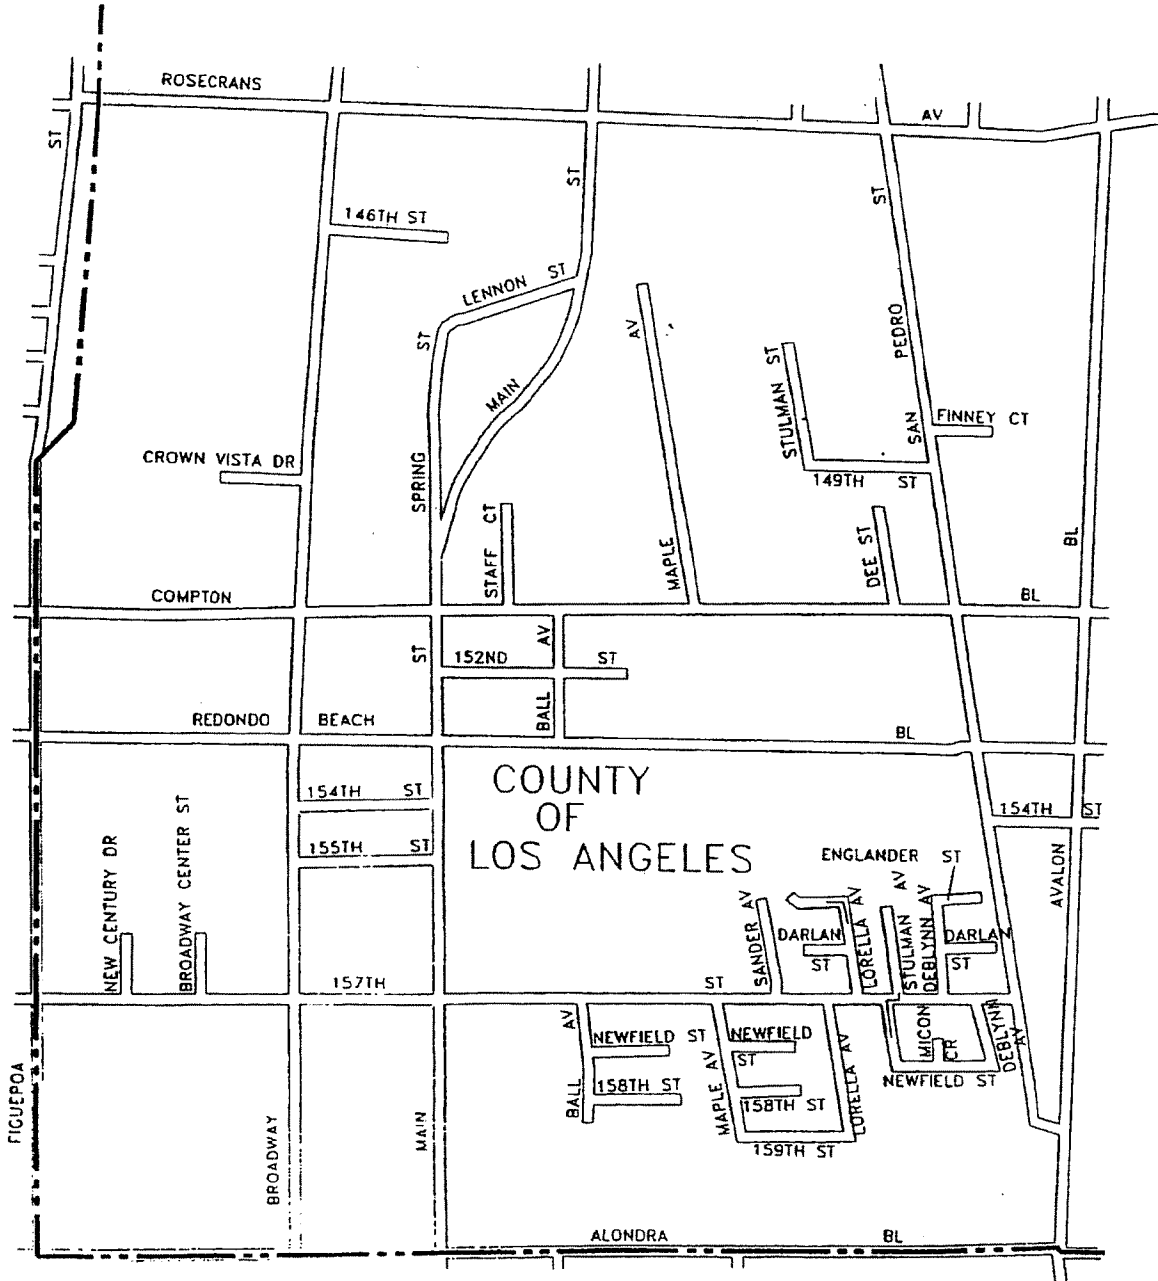 ROSECRANS
AV
ST
ST
ST
146TH ST
LENNON ST
ST
MAIN
AV
STULMAN ST
PEDRO
SAN
FINNEY CT
CROWN VISTA DR
SPRING
149TH ST
STAFF CT
MAPLE
DEE ST
BL
COMPTON
BL
ST
152ND ST
BALL AV
REDONDO BEACH
BL
COUNTY
OF
LOS ANGELES
154TH ST
154TH ST
155TH ST
ENGLANDER ST
AVALON
NEW CENTURY DR
BROADWAY CENTER ST
SANDER AV
DARLAN
ST
LORELLA AV
STULMAN AV
DEBLYNN AV
DARLAN
ST
157TH
ST
BALL AV
NEWFIELD ST
NEWFIELD
ST
MAPLE AV
LORELLA AV
MICON
CR
DEBLYNN
AV
158TH ST
158TH ST
NEWFIELD ST
159TH ST
FIGUEPOA
BROADWAY
MAIN
ALONDRA
BL